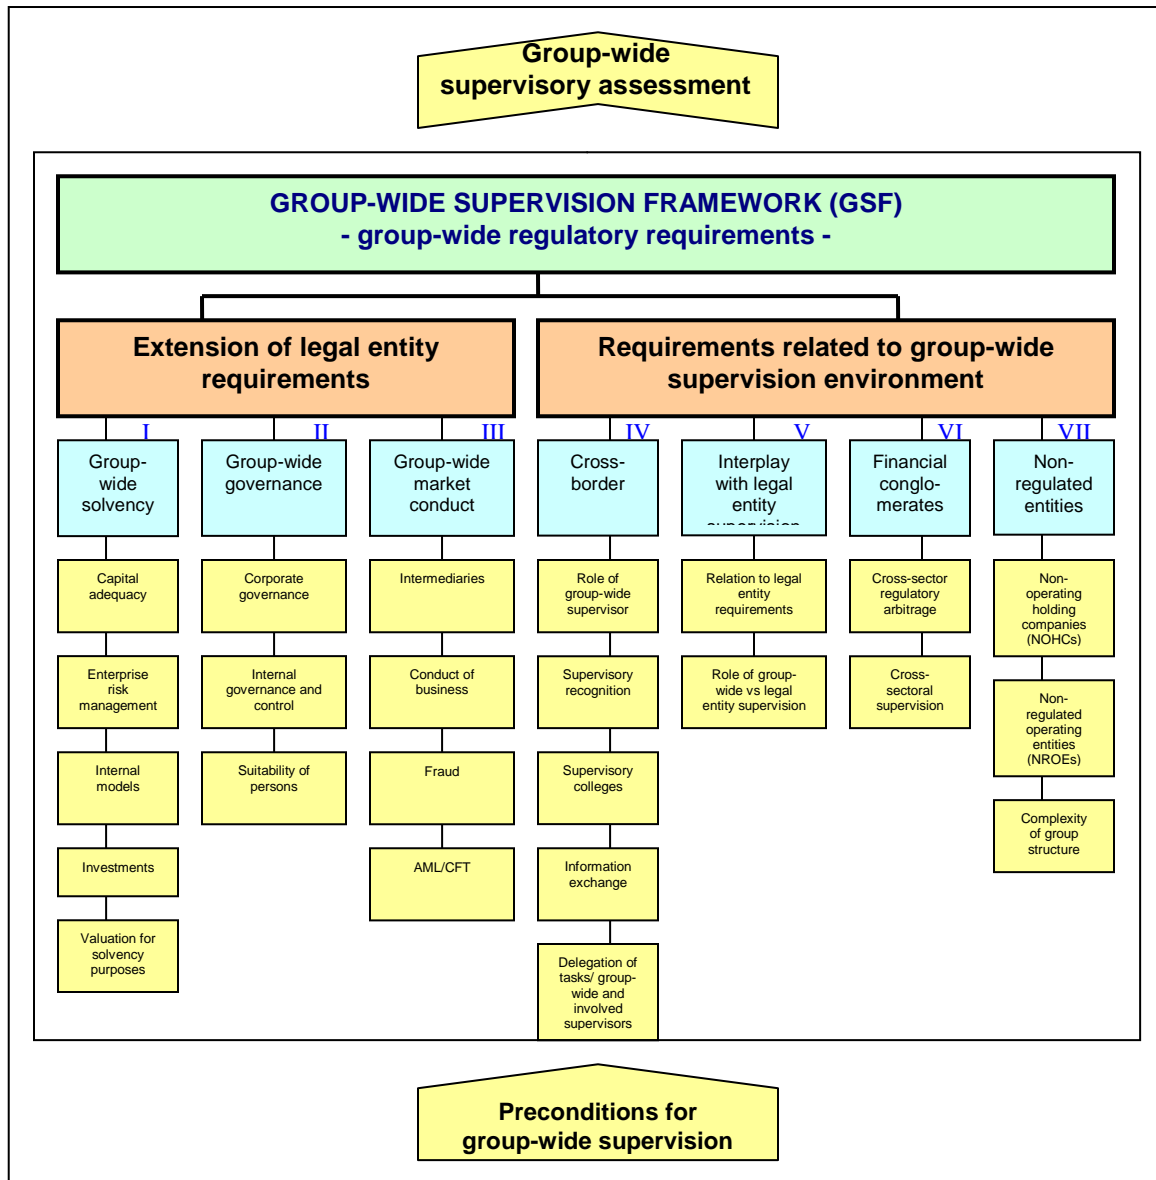 Group-wide
supervisory assessment
GROUP-WIDE SUPERVISION FRAMEWORK (GSF)
- group-wide regulatory requirements -
Extension of legal entity
requirements
Requirements related to group-wide
supervision environment
I
II
III
IV
V
VI
VII
Group-
wide
solvency
Group-wide
governance
Group-wide
market
conduct
Cross-
border
Interplay
with legal
entity
supervision
Financial
conglo-
merates
Non-
regulated
entities
Capital
adequacy
Enterprise
risk
management
Internal
models
Investments
Valuation for
solvency
purposes
Corporate
governance
Internal
governance and
control
Suitability of
persons
Intermediaries
Conduct of
business
Fraud
AML/CFT
Role of
group-wide
supervisor
Supervisory
recognition
Supervisory
colleges
Information
exchange
Delegation of
tasks/ group-
wide and
involved
supervisors
Relation to legal
entity
requirements
Role of group-
wide vs legal
entity supervision
Cross-sector
regulatory
arbitrage
Cross-
sectoral
supervision
Non-
operating
holding
companies
(NOHCs)
Non-
regulated
operating
entities
(NROEs)
Complexity
of group
structure
Preconditions for
group-wide supervision